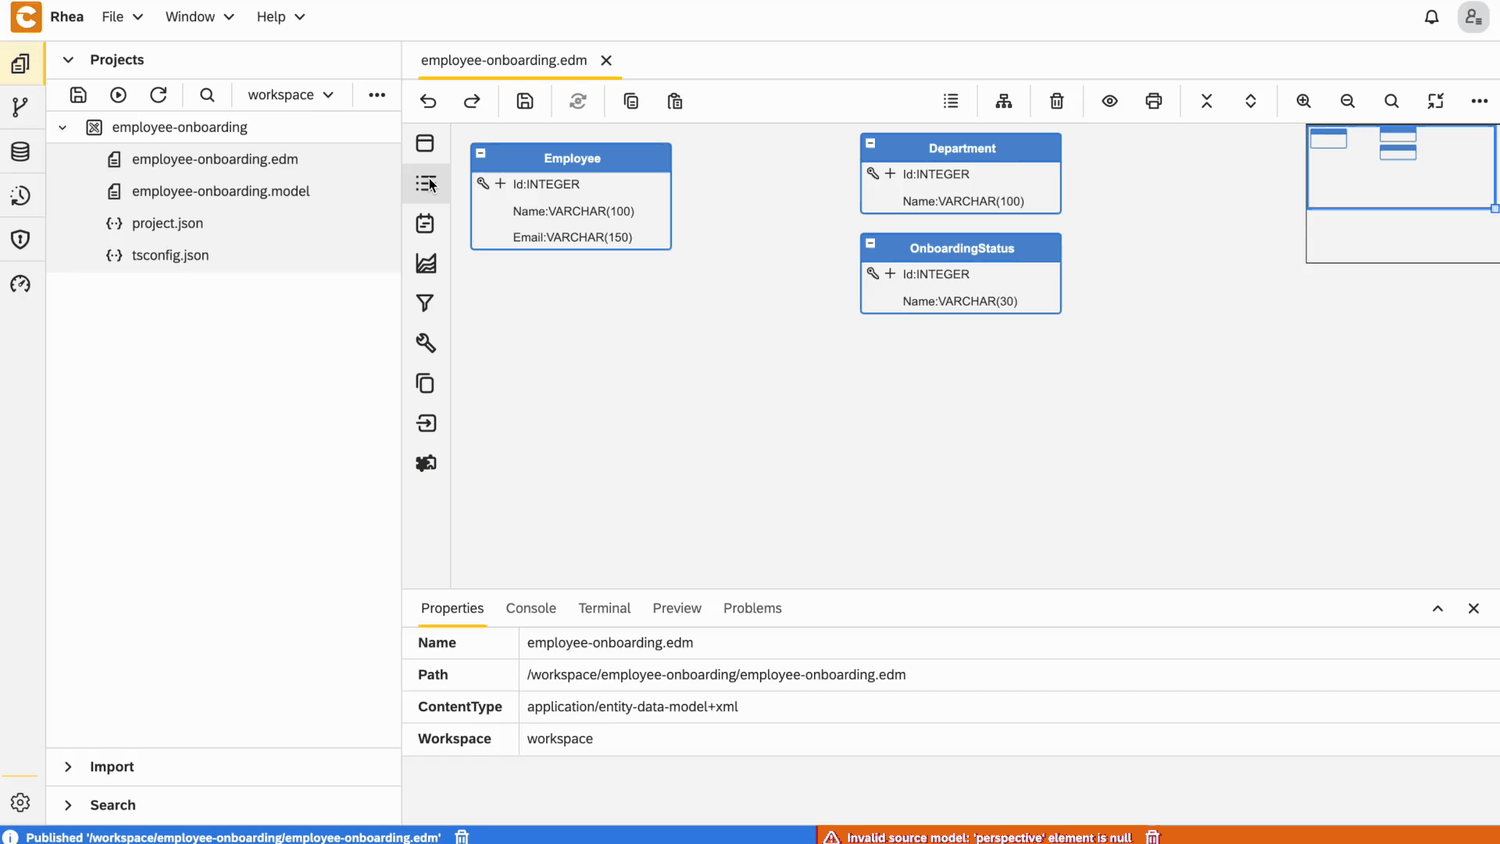 Rhea
File
Window
Help
Projects
workspace
employee-onboarding
employee-onboarding.edm
employee-onboarding.model
project.json
tsconfig.json
Import
Search
employee-onboarding.edm
Employee
Id:INTEGER
Name:VARCHAR(100)
Email:VARCHAR(150)
Department
Id:INTEGER
Name:VARCHAR(100)
OnboardingStatus
Id:INTEGER
Name:VARCHAR(30)
Properties
Console
Terminal
Preview
Problems
Name employee-onboarding.edm
Path /workspace/employee-onboarding/employee-onboarding.edm
ContentType application/entity-data-model+xml
Workspace workspace
Published '/workspace/employee-onboarding/employee-onboarding.edm'
Invalid source model: 'perspective' element is null